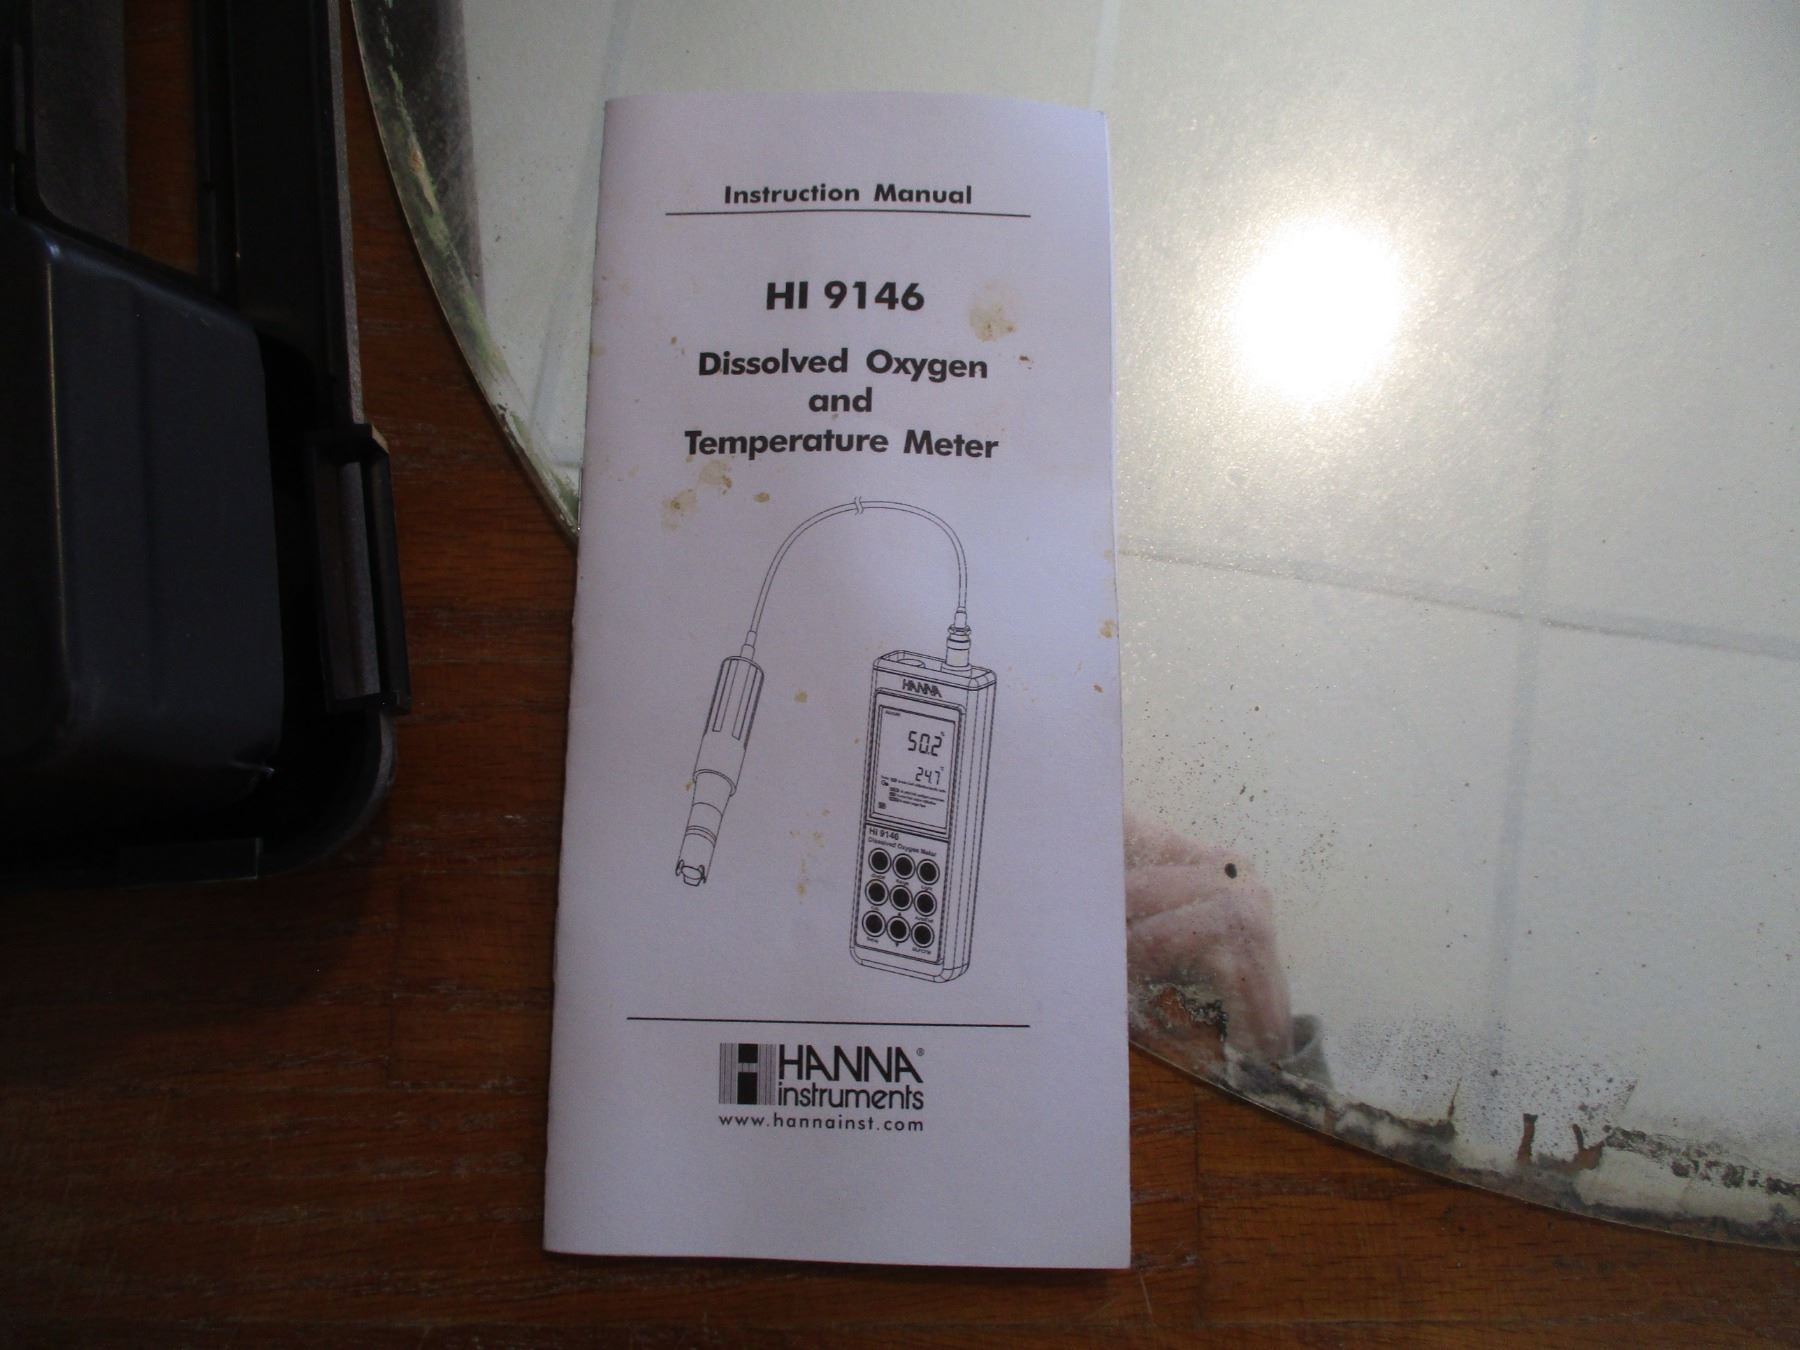 Instruction Manual
HI 9146
Dissolved Oxygen
and
Temperature Meter
HANNA
50.2
24.7
HI 9146
Dissolved Oxygen Meter
HANNA®
instruments
www.hannainst.com